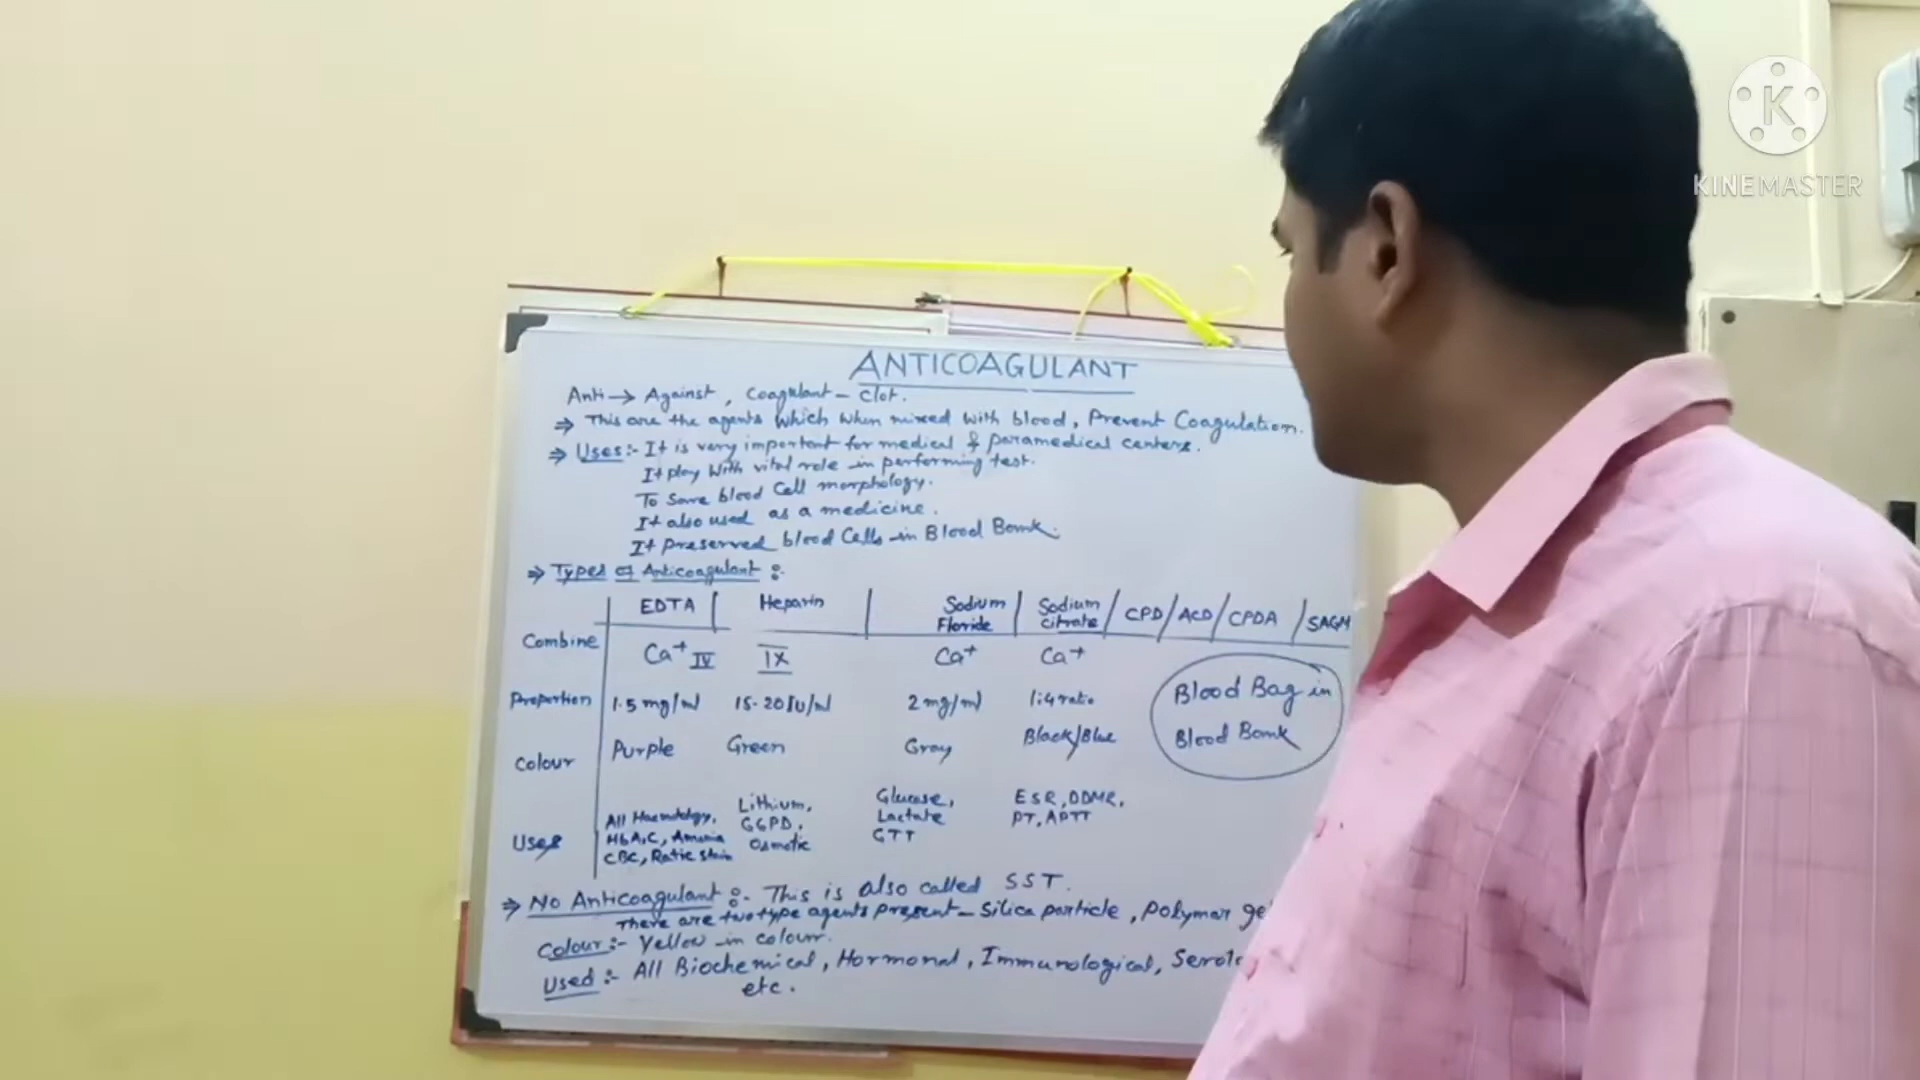 ANTICOAGULANT
Anti → Against, Coagulant - Clot.
⇒ This are the agents which when mixed with blood, Prevent Coagulation.
⇒ Uses:- It is very important for medical & paramedical centers.
It play with vital role in performing test.
To Save blood Cell morphology.
It also used as a medicine.
It preserved blood Cells in Blood Bank.
⇒ Types of Anticoagulant :-
EDTA | Heparin | Sodium Floride | Sodium citrate / CPD / ACD / CPDA / SAGM
Combine Ca+ IV IX Ca+ Ca+
Proportion 1.5 mg/ml 15-20 IU/ml 2 mg/ml 1:4 ratio
Colour Purple Green Gray Black/Blue
Blood Bag in
Blood Bank
Uses
All Haematology,
HbA1C,
CBC,
Lithium,
G6PD,
Osmotic
Glucose,
Lactate
GTT
ESR, DDMR,
PT, APTT
⇒ No Anticoagulant :- This is also called SST.
There are two type agents present - Silica particle, Polymar
Colour:- Yellow in colour.
Used:- All Biochemical, Hormonal, Immunological,
etc.
K
KINEMASTER